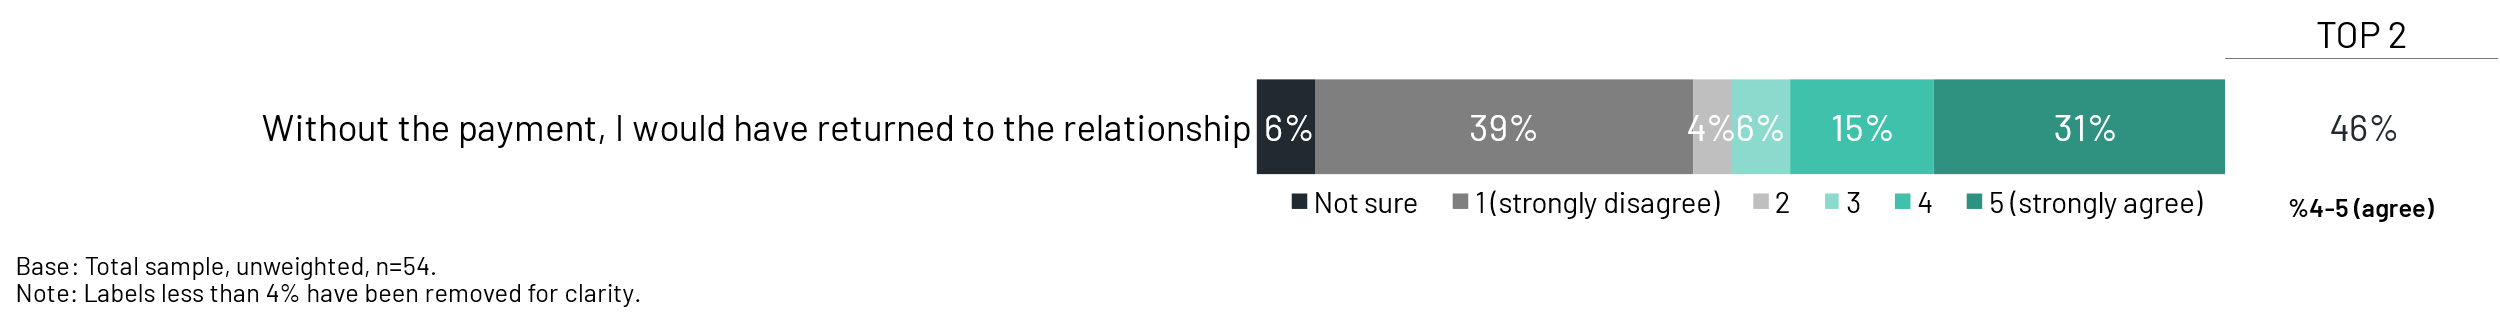 TOP 2
Without the payment, I would have returned to the relationship 6% 39% 4% 6% 15% 31% 46%
Not sure 1 (strongly disagree) 2 3 4 5 (strongly agree) %4-5 (agree)
Base: Total sample, unweighted, n=54.
Note: Labels less than 4% have been removed for clarity.